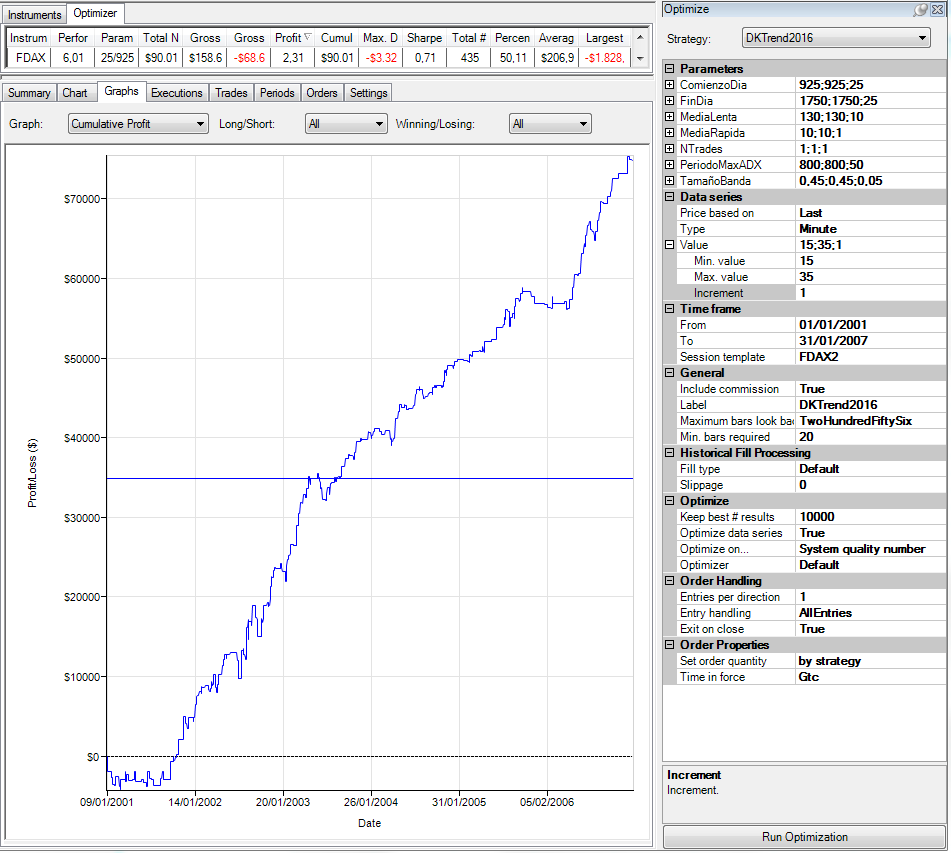 Instruments Optimizer
Instrum Perfor Param Total N Gross Gross Profit Cumul Max. D Sharpe Total # Percen Averag Largest
FDAX 6,01 25/925 $90.01 $158.6 -$68.6 2,31 $90.01 -$3.32 0,71 435 50,11 $206,9 -$1.828,
Summary Chart Graphs Executions Trades Periods Orders Settings
Graph: Cumulative Profit Long/Short: All Winning/Losing: All
Profit/Loss ($)
$70000
$60000
$50000
$40000
$30000
$20000
$10000
$0
09/01/2001 14/01/2002 20/01/2003 26/01/2004 31/01/2005 05/02/2006
Date
Optimize
Strategy: DKTrend2016
Parameters
ComienzoDia 925;925;25
FinDia 1750;1750;25
MediaLenta 130;130;10
MediaRapida 10;10;1
NTrades 1;1;1
PeriodoMaxADX 800;800;50
TamañoBanda 0,45;0,45;0,05
Data series
Price based on Last
Type Minute
Value 15;35;1
Min. value 15
Max. value 35
Increment 1
Time frame
From 01/01/2001
To 31/01/2007
Session template FDAX2
General
Include commission True
Label DKTrend2016
Maximum bars look bac TwoHundredFiftySix
Min. bars required 20
Historical Fill Processing
Fill type Default
Slippage 0
Optimize
Keep best # results 10000
Optimize data series True
Optimize on... System quality number
Optimizer Default
Order Handling
Entries per direction 1
Entry handling AllEntries
Exit on close True
Order Properties
Set order quantity by strategy
Time in force Gtc
Increment
Increment.
Run Optimization